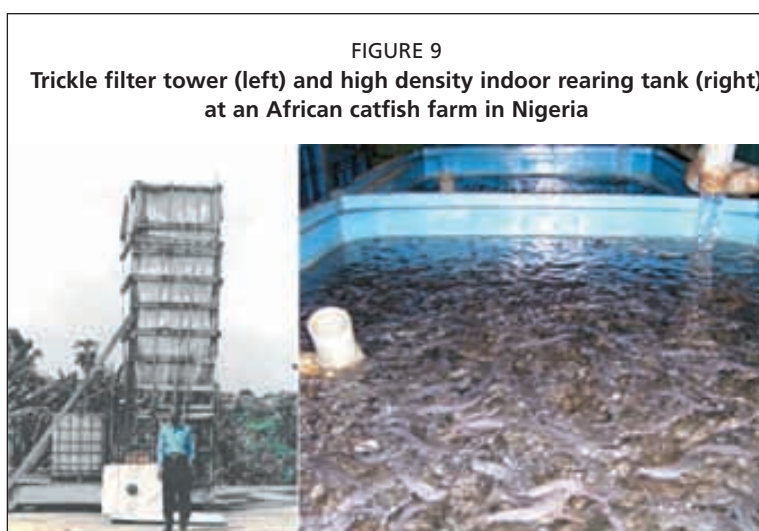 FIGURE 9
Trickle filter tower (left) and high density indoor rearing tank (right)
at an African catfish farm in Nigeria